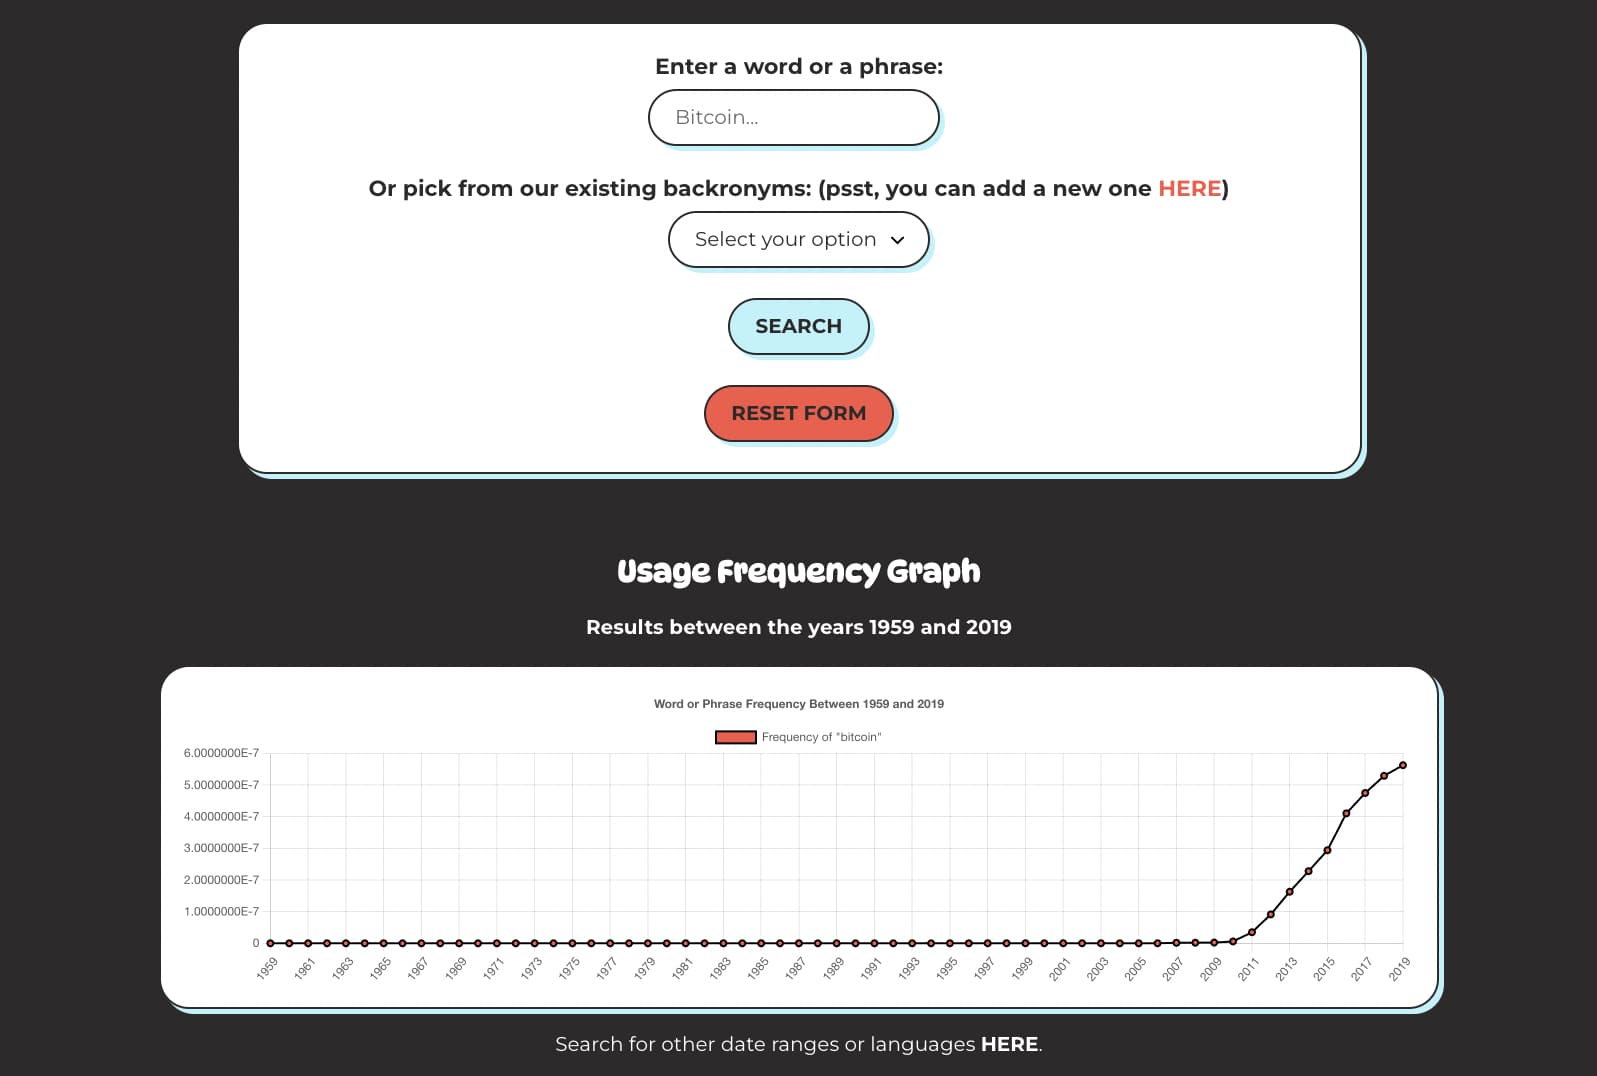 Enter a word or a phrase:
Bitcoin...
Or pick from our existing backronyms: (psst, you can add a new one HERE)
Select your option
SEARCH
RESET FORM
Usage Frequency Graph
Results between the years 1959 and 2019
Word or Phrase Frequency Between 1959 and 2019
Frequency of "bitcoin"
6.0000000E-7
5.0000000E-7
4.0000000E-7
3.0000000E-7
2.0000000E-7
1.0000000E-7
0
1959 1961 1963 1965 1967 1969 1971 1973 1975 1977 1979 1981 1983 1985 1987 1989 1991 1993 1995 1997 1999 2001 2003 2005 2007 2009 2011 2013 2015 2017 2019
Search for other date ranges or languages HERE.